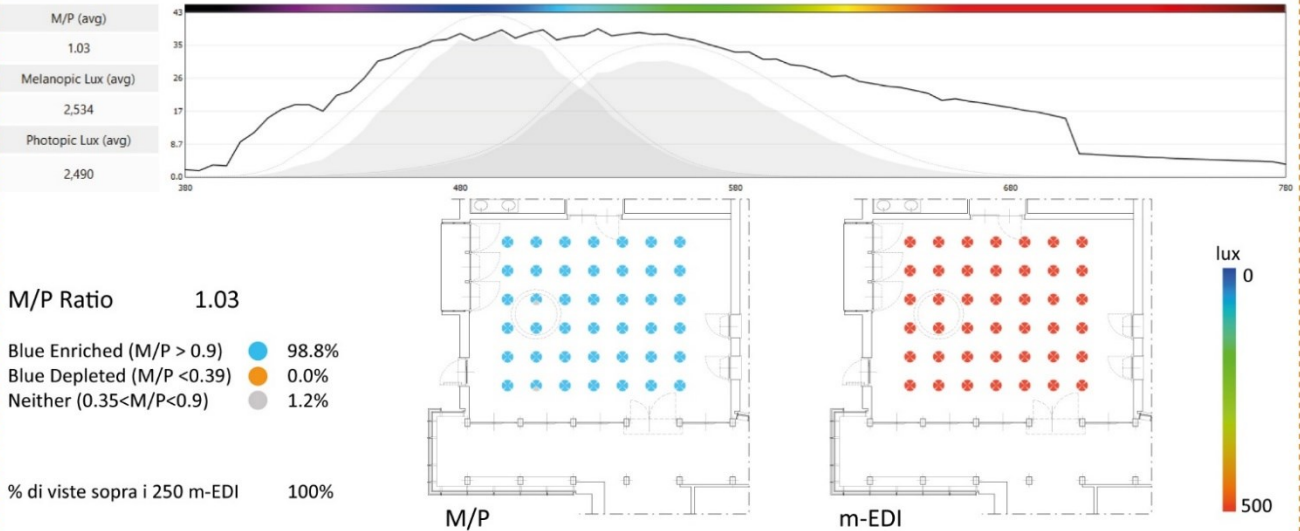 M/P (avg)
1.03
Melanopic Lux (avg)
2,534
Photopic Lux (avg)
2,490
43
35
26
17
8.7
0.0
380
480
580
680
780
M/P Ratio 1.03
Blue Enriched (M/P > 0.9) 98.8%
Blue Depleted (M/P <0.39) 0.0%
Neither (0.35<M/P<0.9) 1.2%
% di viste sopra i 250 m-EDI 100%
M/P
m-EDI
lux
0
500